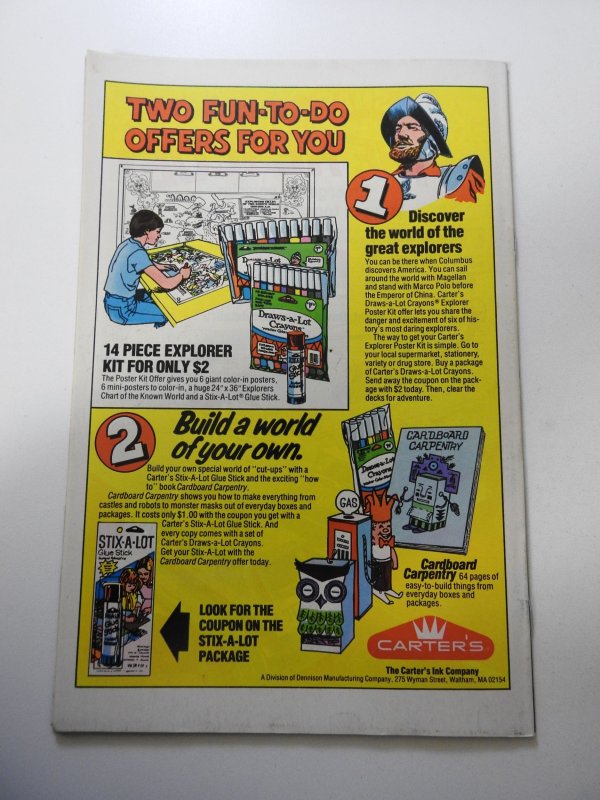 TWO FUN-TO-DO
OFFERS FOR YOU
1
Discover
the world of the
great explorers
You can be there when Columbus
discovers America. You can sail
around the world with Magellan
and stand with Marco Polo before
the Emperor of China. Carter's
Draws-a-Lot Crayons® Explorer
Poster Kit offer lets you share the
danger and excitement of six of his-
tory's most daring explorers.
The way to get your Carter's
Explorer Poster Kit is simple. Go to
your local supermarket, stationery,
variety or drug store. Buy a package
of Carter's Draws-a-Lot Crayons.
Send away the coupon on the pack-
age with $2 today. Then, clear the
decks for adventure.
Draws-a-Lot
Crayons
14 PIECE EXPLORER
KIT FOR ONLY $2
The Poster Kit Offer gives you 6 giant color-in posters,
6 mini-posters to color-in, a huge 24" x 36" Explorers
Chart of the Known World and a Stix-A-Lot® Glue Stick.
2
Build a world
of your own.
Build your own special world of "cut-ups" with a
Carter's Stix-A-Lot Glue Stick and the exciting "how
to" book Cardboard Carpentry.
Cardboard Carpentry shows you how to make everything from
castles and robots to monster masks out of everyday boxes and
packages. It costs only $1.00 with the coupon you get with a
Carter's Stix-A-Lot Glue Stick. And
every copy comes with a set of
Carter's Draws-a-Lot Crayons.
Get your Stix-A-Lot with the
Cardboard Carpentry offer today.
STIX-A-LOT
Glue Stick
LOOK FOR THE
COUPON ON THE
STIX-A-LOT
PACKAGE
Draws-a-Lot
Crayons
GAS
CARDBOARD
CARPENTRY
Cardboard
Carpentry 64 pages of
easy-to-build things from
everyday boxes and
packages.
CARTER'S
The Carter's Ink Company
A Division of Dennison Manufacturing Company, 275 Wyman Street, Waltham, MA 02154